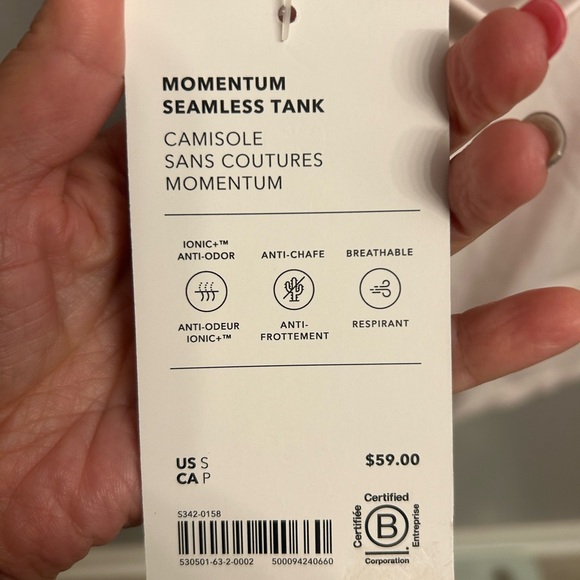 MOMENTUM
SEAMLESS TANK
CAMISOLE
SANS COUTURES
MOMENTUM
IONIC+™
ANTI-ODOR
ANTI-CHAFE
BREATHABLE
ANTI-ODEUR
IONIC+™
ANTI-
FROTTEMENT
RESPIRANT
US S
CA P
$59.00
S342-0158
530501-63-2-0002 500094240660
Certified
Certifiée
B
Entreprise
Corporation